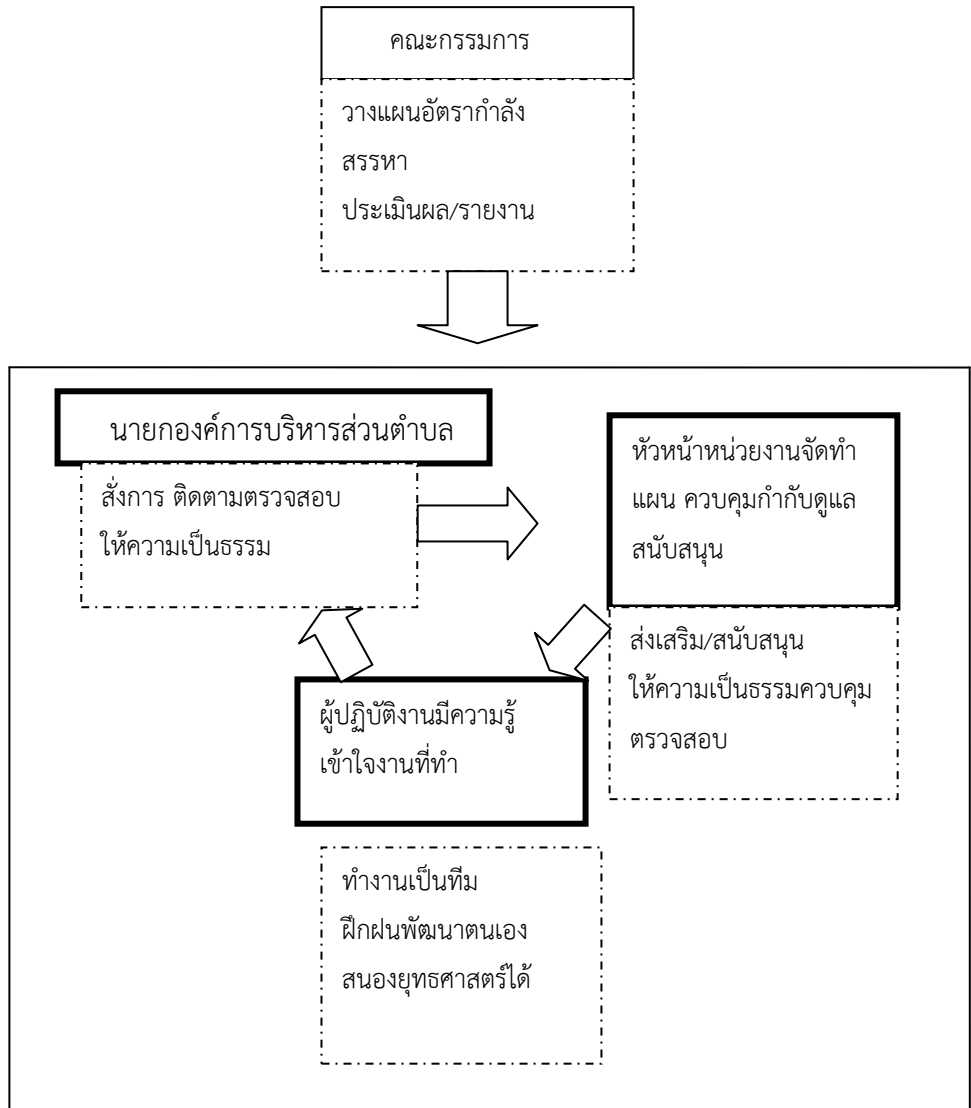 คณะกรรมการ
วางแผนอัตรากำลัง
สรรหา
ประเมินผล/รายงาน
นายกองค์การบริหารส่วนตำบล
สั่งการ ติดตามตรวจสอบ
ให้ความเป็นธรรม
หัวหน้าหน่วยงานจัดทำ
แผน ควบคุมกำกับดูแล
สนับสนุน
ส่งเสริม/สนับสนุน
ให้ความเป็นธรรมควบคุม
ตรวจสอบ
ผู้ปฏิบัติงานมีความรู้
เข้าใจงานที่ทำ
ทำงานเป็นทีม
ฝึกฝนพัฒนาตนเอง
สนองยุทธศาสตร์ได้